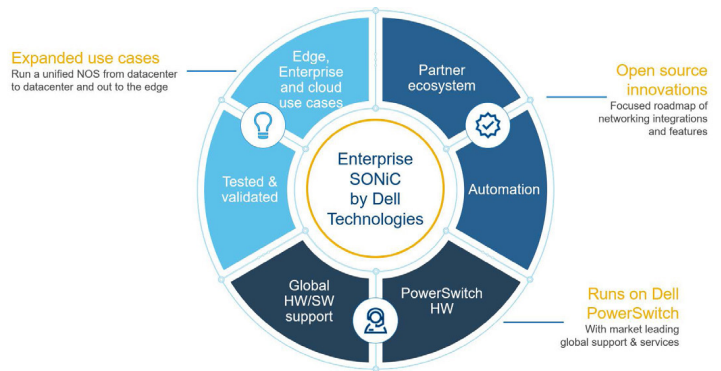 Expanded use cases
Run a unified NOS from datacenter
to datacenter and out to the edge
Edge,
Enterprise
and cloud
use cases
Partner
ecosystem
Open source
innovations
Focused roadmap of
networking integrations
and features
Tested &
validated
Enterprise
SONiC
by Dell
Technologies
Automation
Global
HW/SW
support
PowerSwitch
HW
Runs on Dell
PowerSwitch
With market leading
global support & services